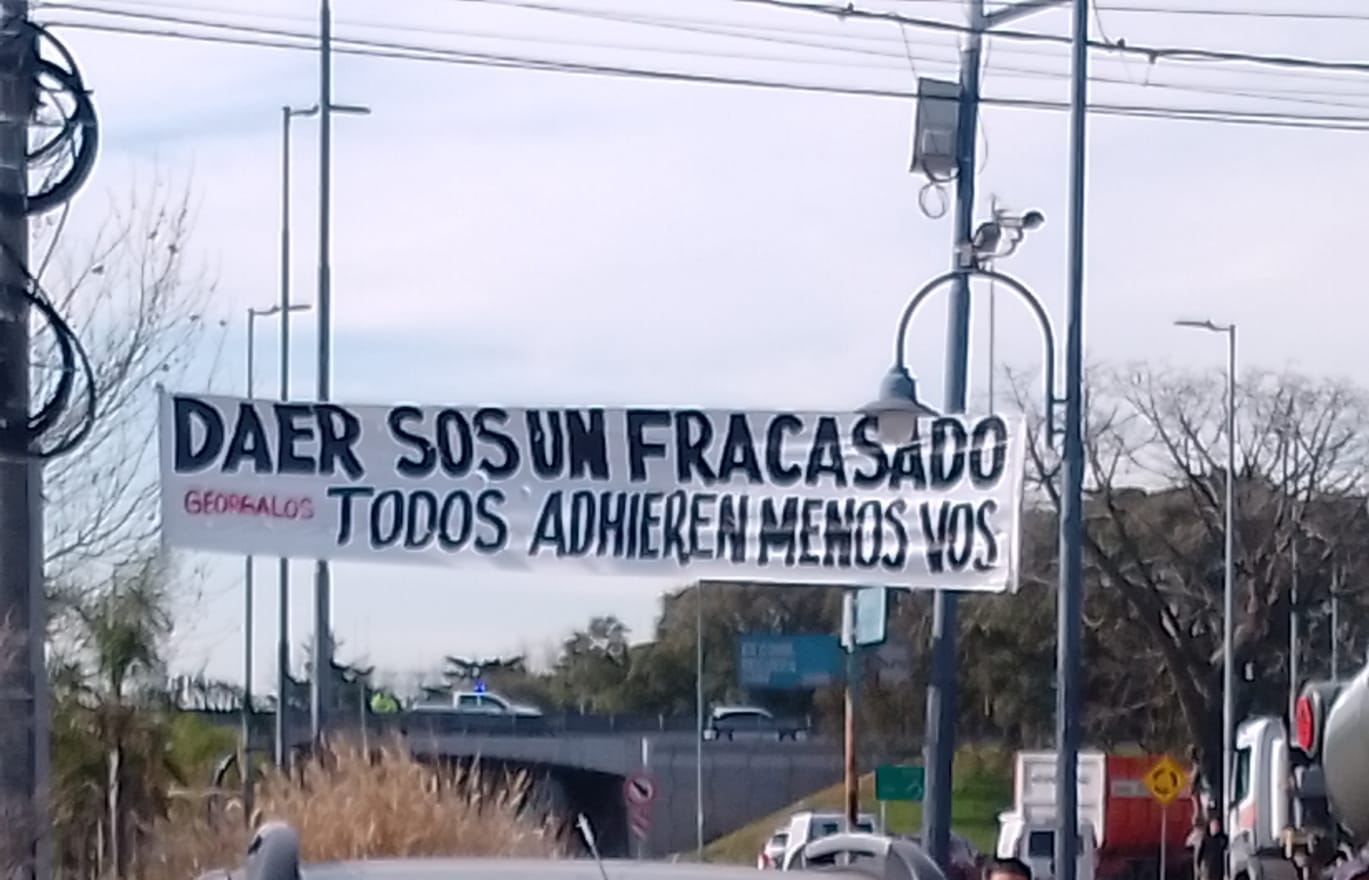 DAER SOS UN FRACASADO
GEORGALOS TODOS ADHIEREN MENOS VOS